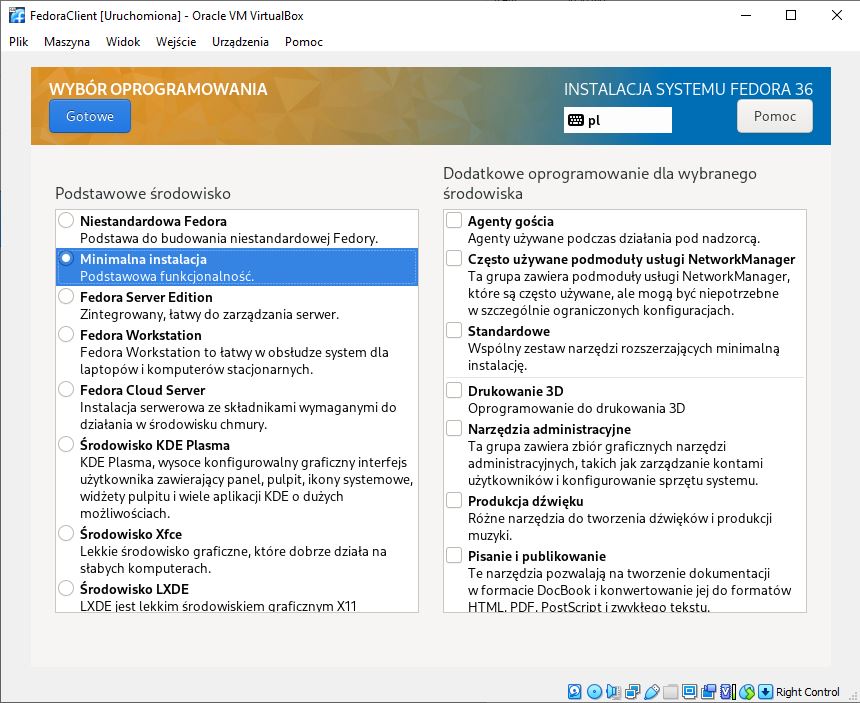 FedoraClient [Uruchomiona] - Oracle VM VirtualBox
Plik Maszyna Widok Wejście Urządzenia Pomoc
WYBÓR OPROGRAMOWANIA
Gotowe
INSTALACJA SYSTEMU FEDORA 36
pl
Pomoc
Podstawowe środowisko
Niestandardowa Fedora
Podstawa do budowania niestandardowej Fedory.
Minimalna instalacja
Podstawowa funkcjonalność.
Fedora Server Edition
Zintegrowany, łatwy do zarządzania serwer.
Fedora Workstation
Fedora Workstation to łatwy w obsłudze system dla
laptopów i komputerów stacjonarnych.
Fedora Cloud Server
Instalacja serwerowa ze składnikami wymaganymi do
działania w środowisku chmury.
Środowisko KDE Plasma
KDE Plasma, wysoce konfigurowalny graficzny interfejs
użytkownika zawierający panel, pulpit, ikony systemowe,
widżety pulpitu i wiele aplikacji KDE o dużych
możliwościach.
Środowisko Xfce
Lekkie środowisko graficzne, które dobrze działa na
słabych komputerach.
Środowisko LXDE
LXDE jest lekkim środowiskiem graficznym X11
Dodatkowe oprogramowanie dla wybranego
środowiska
Agenty gościa
Agenty używane podczas działania pod nadzorcą.
Często używane podmoduły usługi NetworkManager
Ta grupa zawiera podmoduły usługi NetworkManager,
które są często używane, ale mogą być niepotrzebne
w szczególnie ograniczonych konfiguracjach.
Standardowe
Wspólny zestaw narzędzi rozszerzających minimalną
instalację.
Drukowanie 3D
Oprogramowanie do drukowania 3D
Narzędzia administracyjne
Ta grupa zawiera zbiór graficznych narzędzi
administracyjnych, takich jak zarządzanie kontami
użytkowników i konfigurowanie sprzętu systemu.
Produkcja dźwięku
Różne narzędzia do tworzenia dźwięków i produkcji
muzyki.
Pisanie i publikowanie
Te narzędzia pozwalają na tworzenie dokumentacji
w formacie DocBook i konwertowanie jej do formatów
HTML, PDF, PostScript i zwykłego tekstu.
Right Control